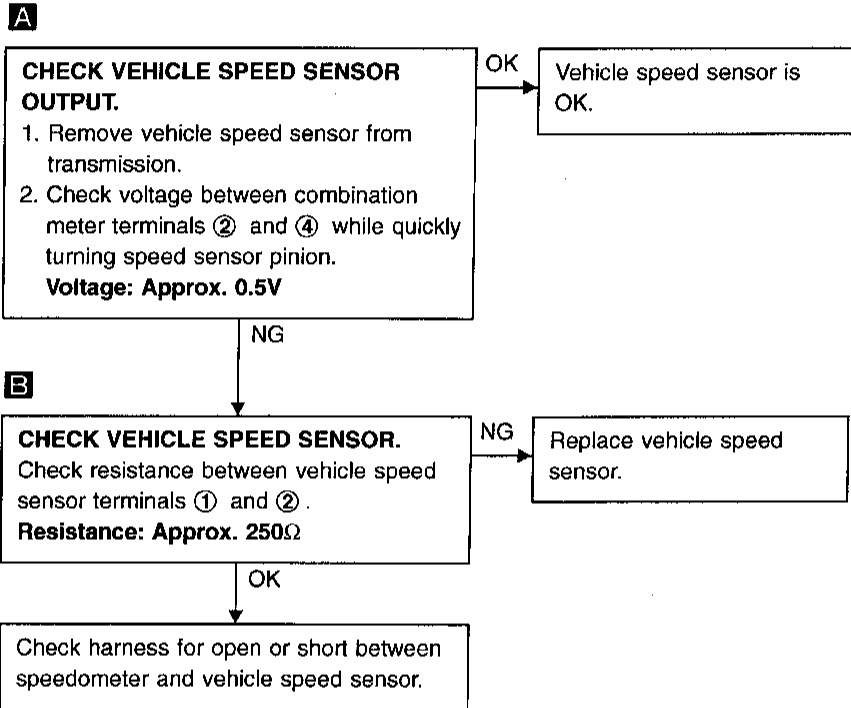 A
CHECK VEHICLE SPEED SENSOR
OUTPUT.
1. Remove vehicle speed sensor from
transmission.
2. Check voltage between combination
meter terminals ② and ④ while quickly
turning speed sensor pinion.
Voltage: Approx. 0.5V
OK
Vehicle speed sensor is
OK.
NG
B
CHECK VEHICLE SPEED SENSOR.
Check resistance between vehicle speed
sensor terminals ① and ② .
Resistance: Approx. 250Ω
NG
Replace vehicle speed
sensor.
OK
Check harness for open or short between
speedometer and vehicle speed sensor.